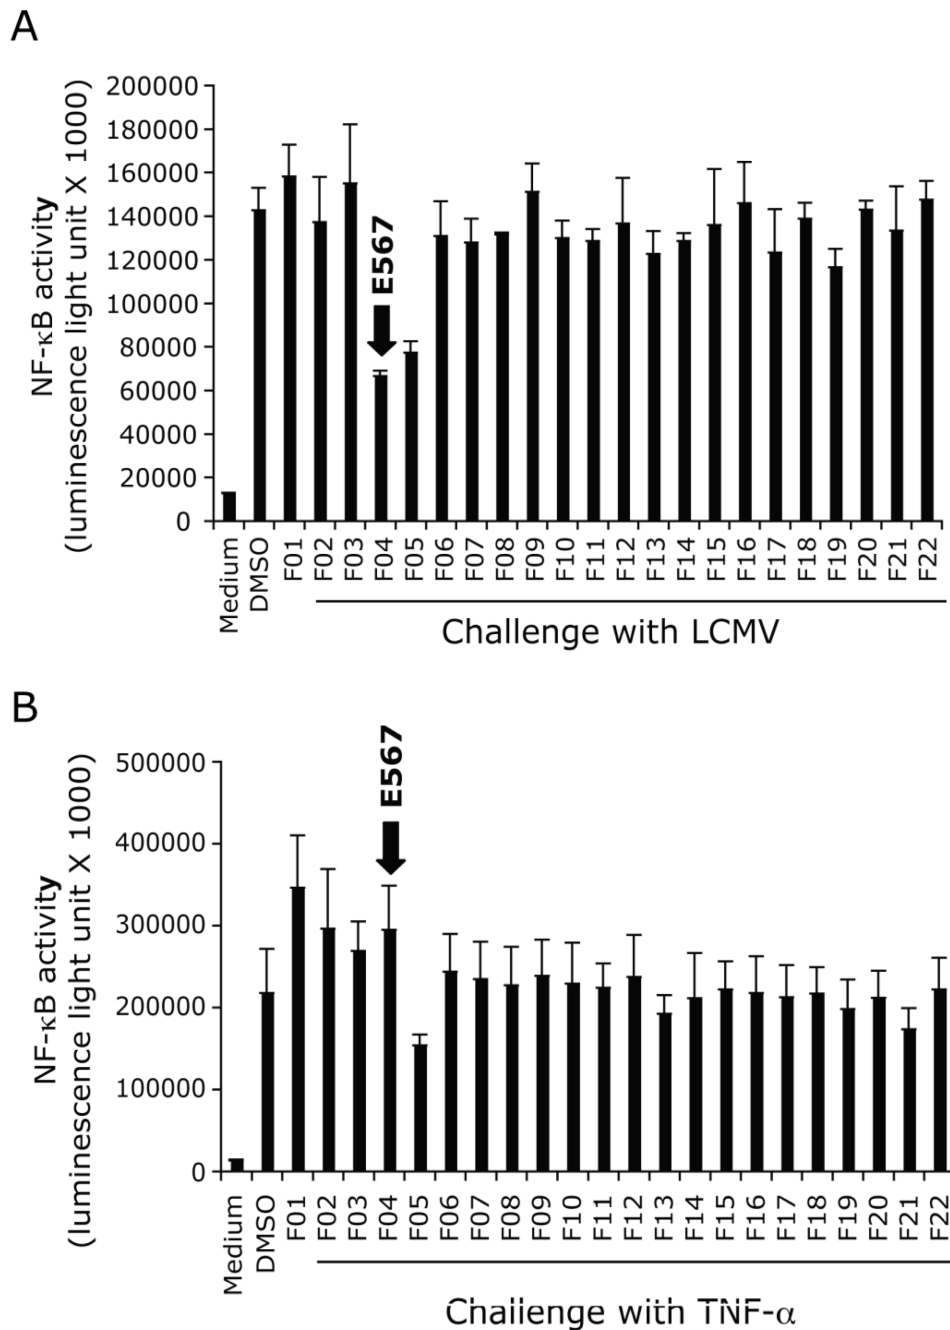 A
NF-κB activity
(luminescence light unit X 1000)
200000
180000
160000
140000
120000
100000
80000
60000
40000
20000
0
E567
Medium
DMSO
F01
F02
F03
F04
F05
F06
F07
F08
F09
F10
F11
F12
F13
F14
F15
F16
F17
F18
F19
F20
F21
F22
Challenge with LCMV
B
NF-κB activity
(luminescence light unit X 1000)
500000
400000
300000
200000
100000
0
E567
Medium
DMSO
F01
F02
F03
F04
F05
F06
F07
F08
F09
F10
F11
F12
F13
F14
F15
F16
F17
F18
F19
F20
F21
F22
Challenge with TNF-α